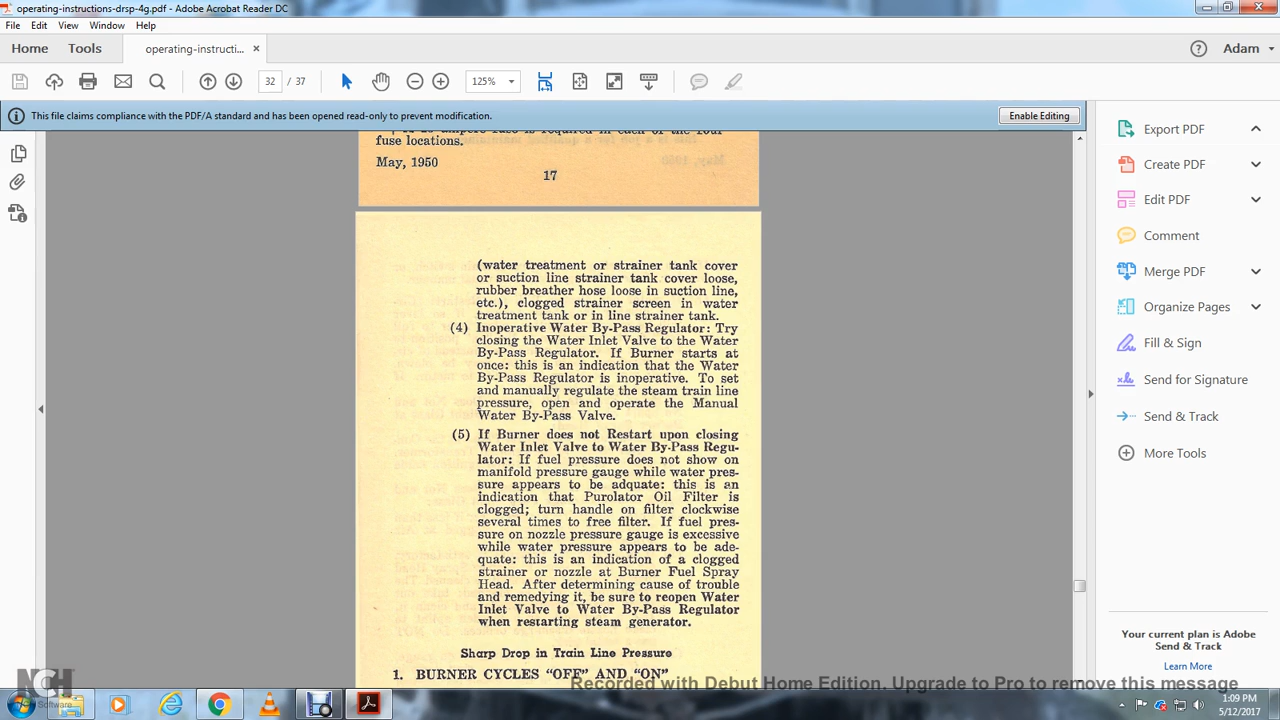 operating-instructions-drsp-4g.pdf - Adobe Acrobat Reader DC
File Edit View Window Help
Home Tools operating-instructi... ×
Adam
32 / 37 125%
This file claims compliance with the PDF/A standard and has been opened read-only to prevent modification. Enable Editing
fuse locations.
May, 1950
17
(water treatment or strainer tank cover
or suction line strainer tank cover loose,
rubber breather hose loose in suction line,
etc.), clogged strainer screen in water
treatment tank or in line strainer tank.
(4) Inoperative Water By-Pass Regulator: Try
closing the Water Inlet Valve to the Water
By-Pass Regulator. If Burner starts at
once: this is an indication that the Water
By-Pass Regulator is inoperative. To set
and manually regulate the steam train line
pressure, open and operate the Manual
Water By-Pass Valve.
(5) If Burner does not Restart upon closing
Water Inlet Valve to Water By-Pass Regu-
lator: If fuel pressure does not show on
manifold pressure gauge while water pres-
sure appears to be adquate: this is an
indication that Purolator Oil Filter is
clogged; turn handle on filter clockwise
several times to free filter. If fuel pres-
sure on nozzle pressure gauge is excessive
while water pressure appears to be ade-
quate: this is an indication of a clogged
strainer or nozzle at Burner Fuel Spray
Head. After determining cause of trouble
and remedying it, be sure to reopen Water
Inlet Valve to Water By-Pass Regulator
when restarting steam generator.
Sharp Drop in Train Line Pressure
1. BURNER CYCLES "OFF" AND "ON"
Export PDF
Create PDF
Edit PDF
Comment
Merge PDF
Organize Pages
Fill & Sign
Send for Signature
Send & Track
More Tools
Your current plan is Adobe
Send & Track
Learn More
NCH
Software
Recorded with Debut Home Edition. Upgrade to Pro to remove this message
1:09 PM
5/12/2017